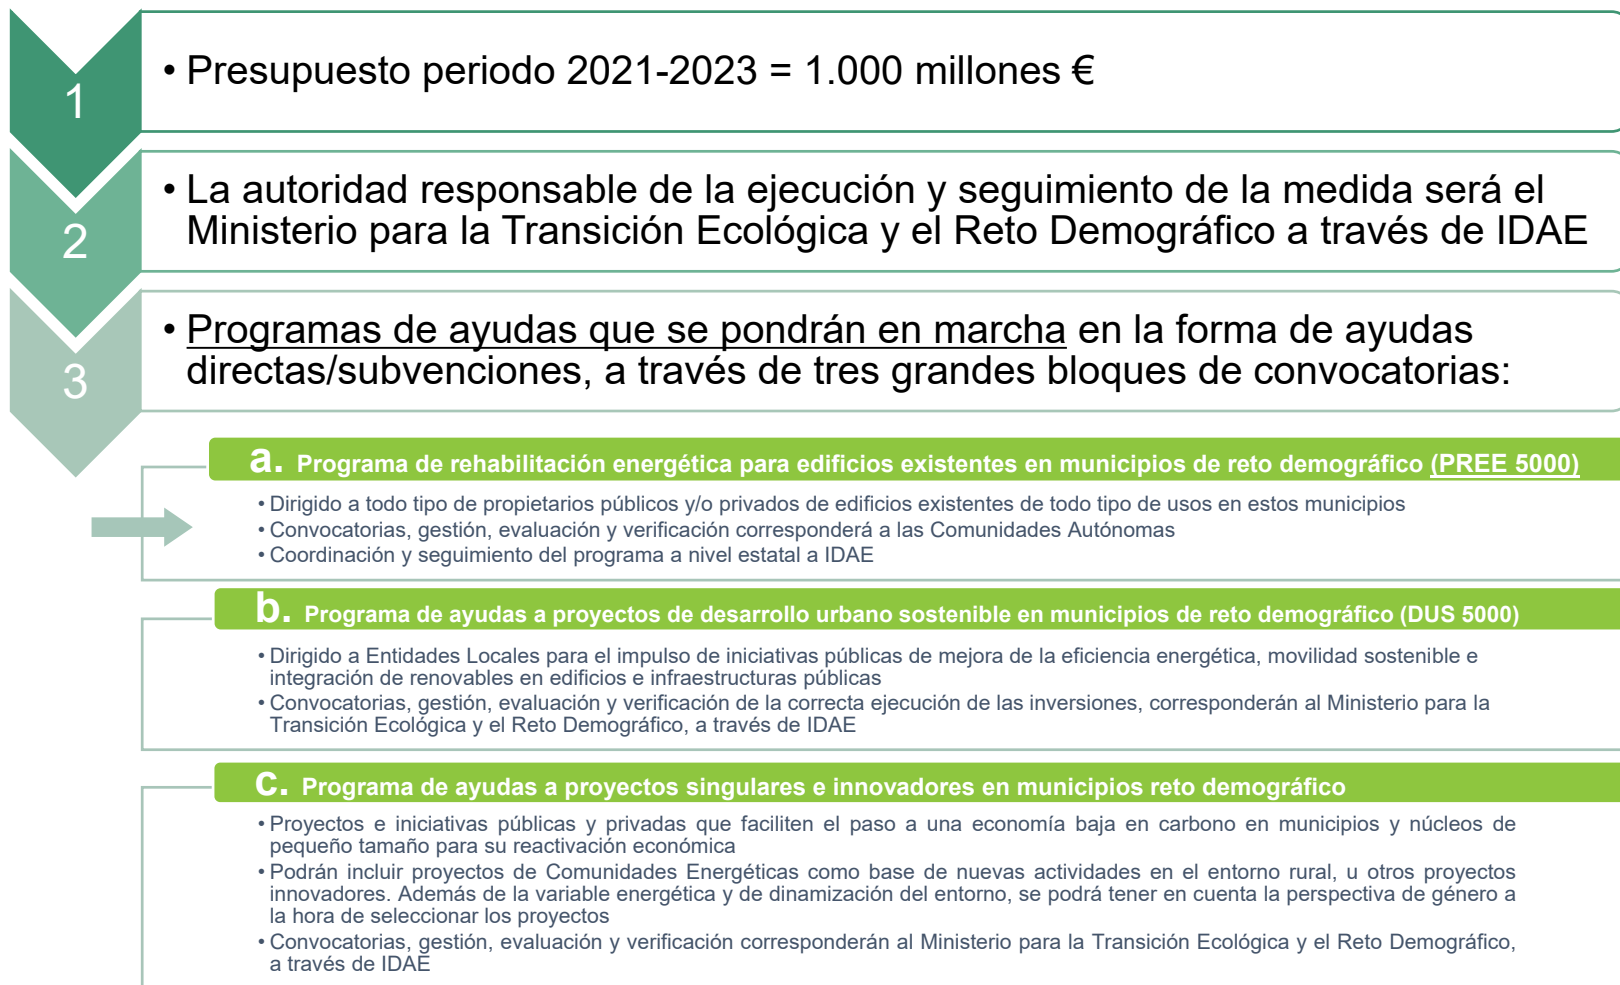 1
• Presupuesto periodo 2021-2023 = 1.000 millones €
2
• La autoridad responsable de la ejecución y seguimiento de la medida será el
Ministerio para la Transición Ecológica y el Reto Demográfico a través de IDAE
3
• Programas de ayudas que se pondrán en marcha en la forma de ayudas
directas/subvenciones, a través de tres grandes bloques de convocatorias:
a. Programa de rehabilitación energética para edificios existentes en municipios de reto demográfico (PREE 5000)
• Dirigido a todo tipo de propietarios públicos y/o privados de edificios existentes de todo tipo de usos en estos municipios
• Convocatorias, gestión, evaluación y verificación corresponderá a las Comunidades Autónomas
• Coordinación y seguimiento del programa a nivel estatal a IDAE
b. Programa de ayudas a proyectos de desarrollo urbano sostenible en municipios de reto demográfico (DUS 5000)
• Dirigido a Entidades Locales para el impulso de iniciativas públicas de mejora de la eficiencia energética, movilidad sostenible e
integración de renovables en edificios e infraestructuras públicas
• Convocatorias, gestión, evaluación y verificación de la correcta ejecución de las inversiones, corresponderán al Ministerio para la
Transición Ecológica y el Reto Demográfico, a través de IDAE
c. Programa de ayudas a proyectos singulares e innovadores en municipios reto demográfico
• Proyectos e iniciativas públicas y privadas que faciliten el paso a una economía baja en carbono en municipios y núcleos de
pequeño tamaño para su reactivación económica
• Podrán incluir proyectos de Comunidades Energéticas como base de nuevas actividades en el entorno rural, u otros proyectos
innovadores. Además de la variable energética y de dinamización del entorno, se podrá tener en cuenta la perspectiva de género a
la hora de seleccionar los proyectos
• Convocatorias, gestión, evaluación y verificación corresponderán al Ministerio para la Transición Ecológica y el Reto Demográfico,
a través de IDAE